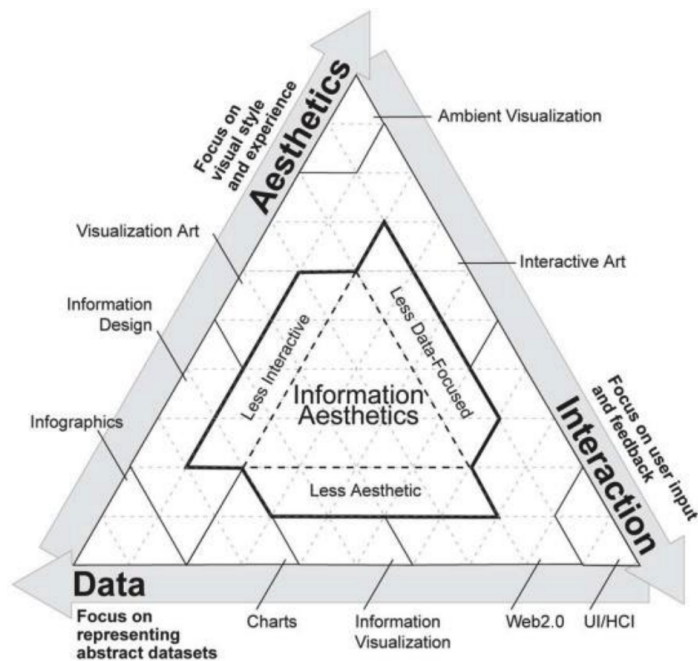 Aesthetics
Focus on
visual style
and experience
Ambient Visualization
Visualization Art
Interactive Art
Information
Design
Less Interactive
Less Data-Focused
Information
Aesthetics
Infographics
Less Aesthetic
Focus on user input
and feedback
Interaction
Data
Focus on
representing
abstract datasets
Charts
Information
Visualization
Web2.0
UI/HCI